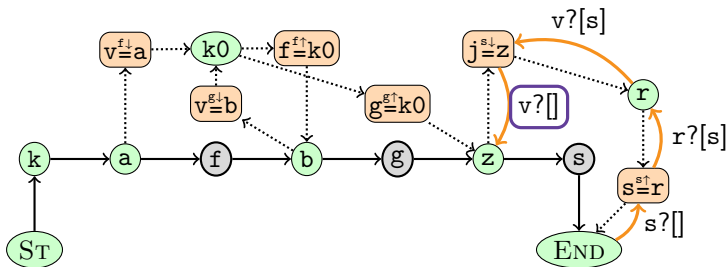 v?[s]
v=a f↓
k0
f=k0 f↑
j=z s↓
v=b g↓
g=k0 g↑
v?[]
r
r?[s]
k
a
f
b
g
z
s
s=r s↑
s?[]
ST
END